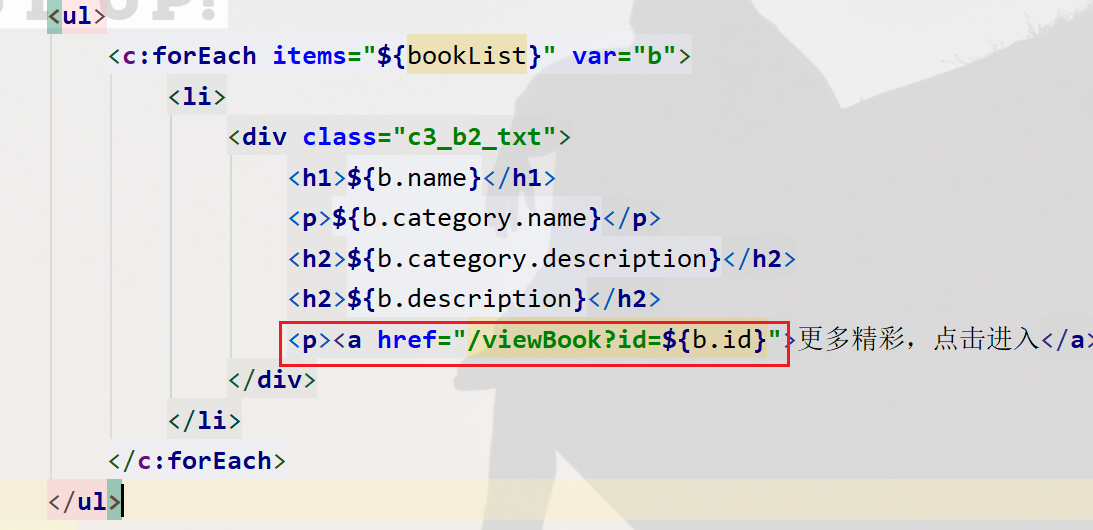 UP!
<ul>
<c:forEach items="${bookList}" var="b">
<li>
<div class="c3_b2_txt">
<h1>${b.name}</h1>
<p>${b.category.name}</p>
<h2>${b.category.description}</h2>
<h2>${b.description}</h2>
<p><a href="/viewBook?id=${b.id}">更多精彩，点击进入</a>
</div>
</li>
</c:forEach>
</ul>